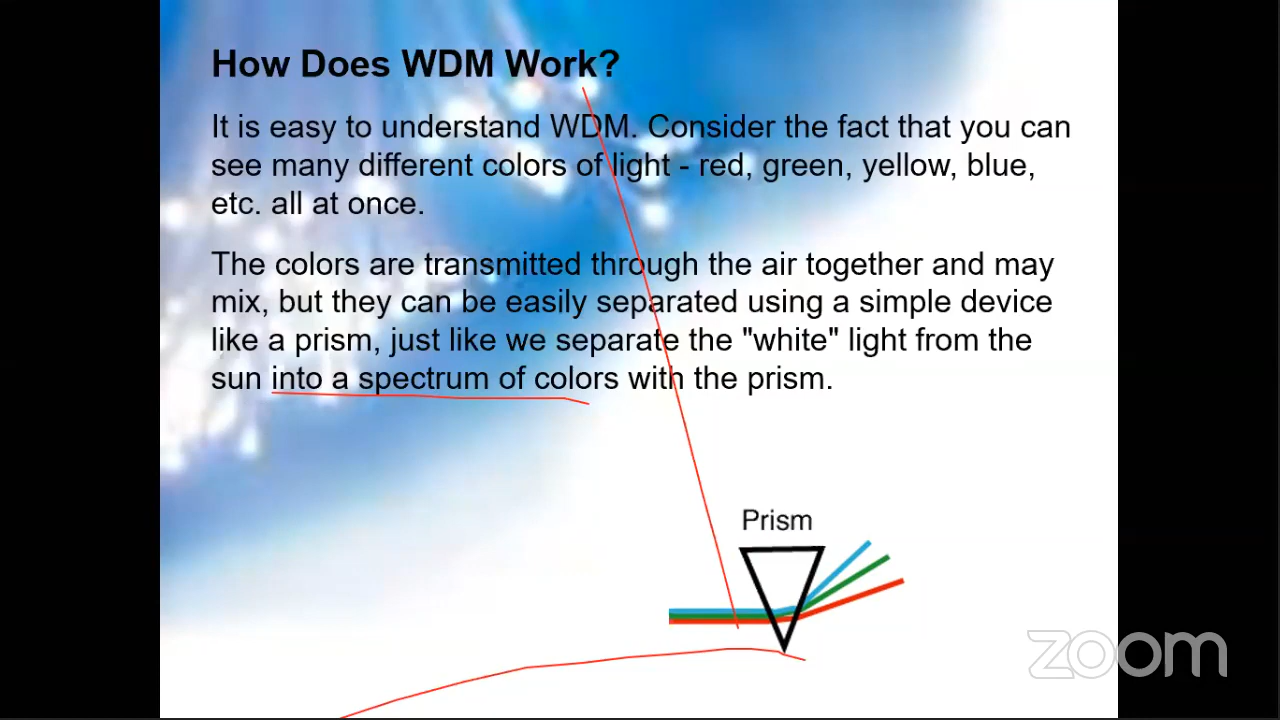 How Does WDM Work?
It is easy to understand WDM. Consider the fact that you can
see many different colors of light - red, green, yellow, blue,
etc. all at once.
The colors are transmitted through the air together and may
mix, but they can be easily separated using a simple device
like a prism, just like we separate the "white" light from the
sun into a spectrum of colors with the prism.
Prism
zoom